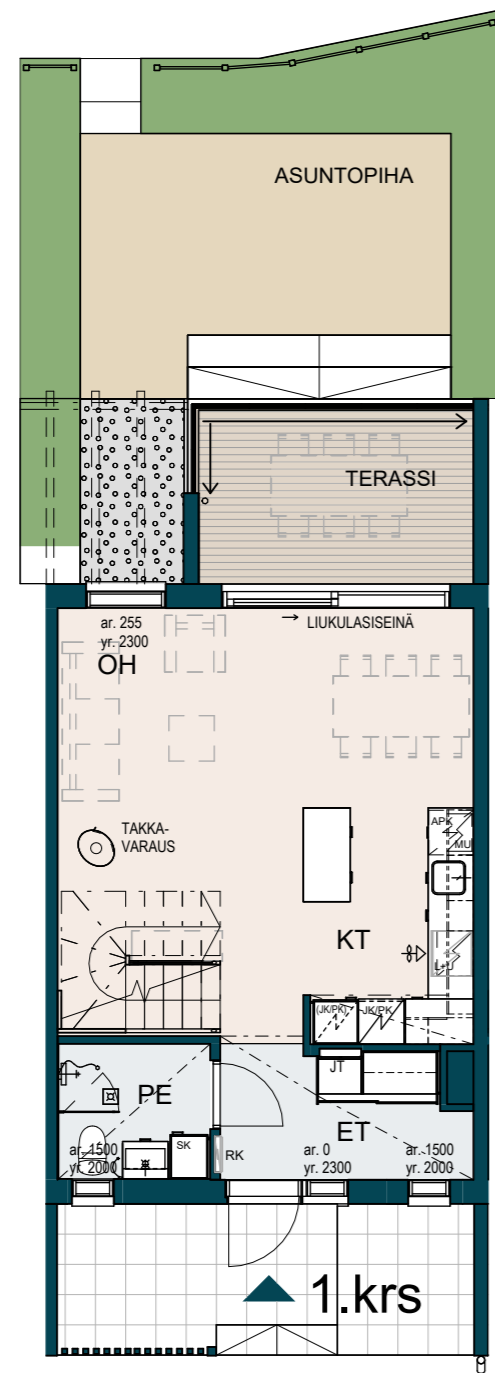 ASUNTOPIHA
TERASSI
→ LIUKULASISEINÄ
ar. 255
yr. 2300
OH
TAKKA-
VARAUS
APK
MU
KT
L+U
(JK/PK)
JK/PK
JT
PE
ET
SK
RK
ar. 1500
yr. 2000
ar. 0
yr. 2300
ar. 1500
yr. 2000
1.krs